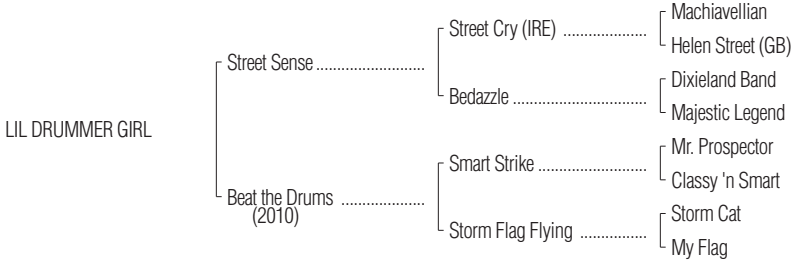 Machiavellian
Street Cry (IRE) ....................
Helen Street (GB)
Street Sense ..........................
Dixieland Band
Bedazzle ................................
Majestic Legend
LIL DRUMMER GIRL
Mr. Prospector
Smart Strike ..........................
Classy 'n Smart
Beat the Drums ....................
(2010)
Storm Cat
Storm Flag Flying ................
My Flag